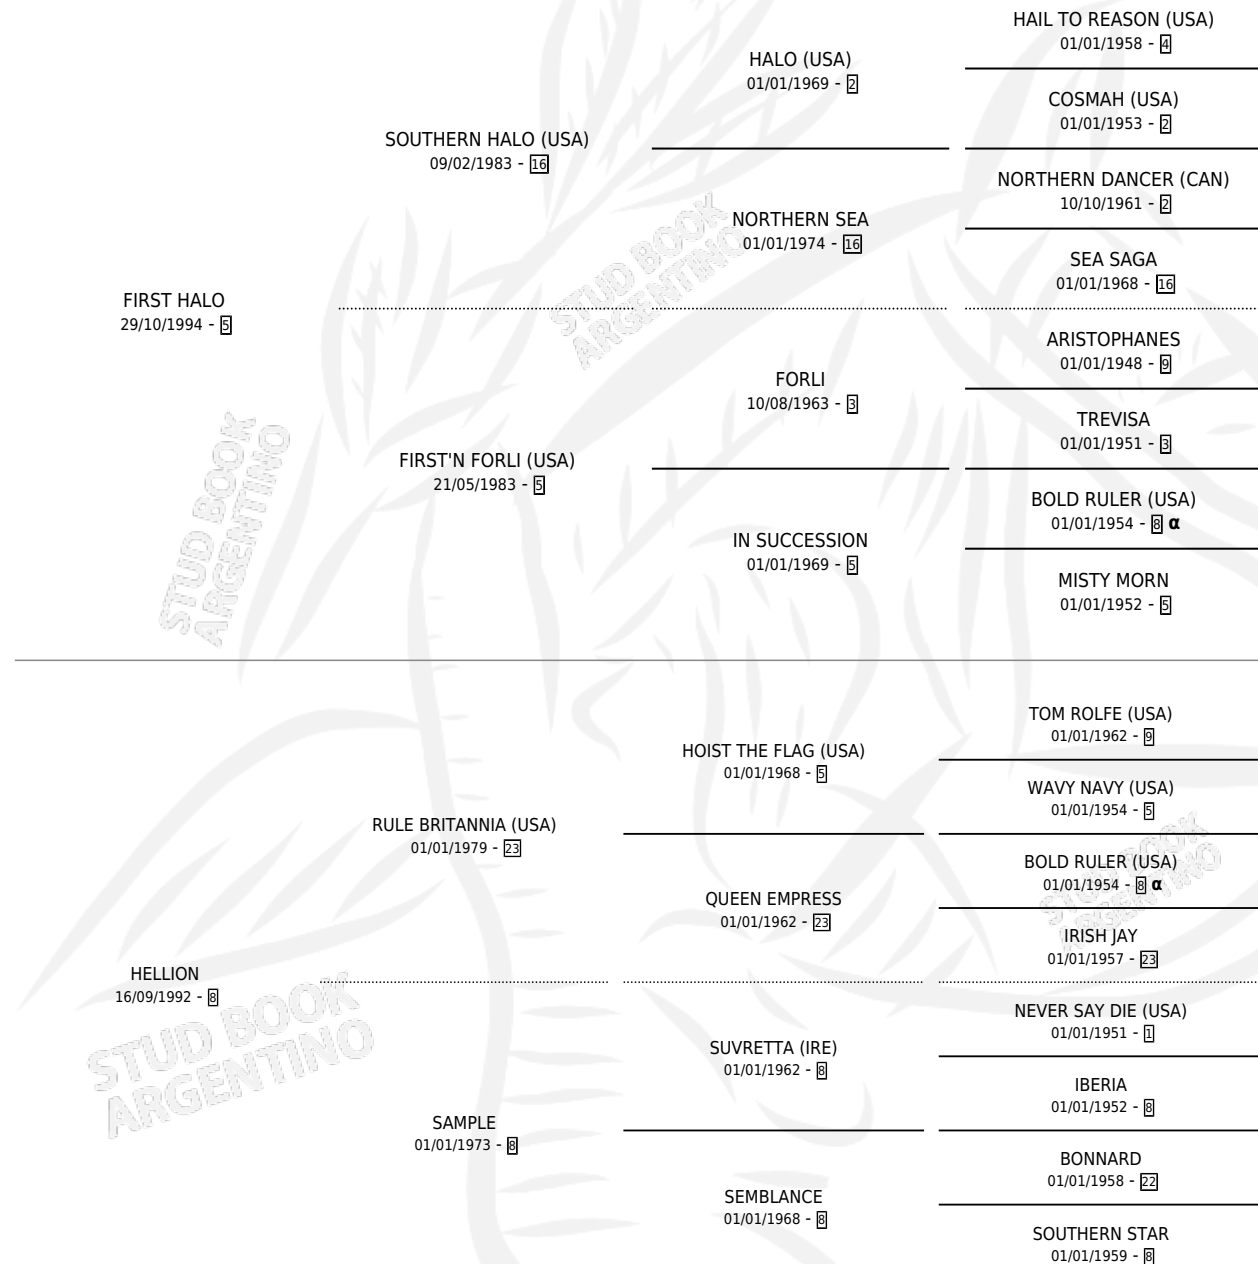 FIRST HALO
29/10/1994 - 5
SOUTHERN HALO (USA)
09/02/1983 - 16
HALO (USA)
01/01/1969 - 2
HAIL TO REASON (USA)
01/01/1958 - 4
COSMAH (USA)
01/01/1953 - 2
NORTHERN SEA
01/01/1974 - 16
NORTHERN DANCER (CAN)
10/10/1961 - 2
SEA SAGA
01/01/1968 - 16
FIRST'N FORLI (USA)
21/05/1983 - 5
FORLI
10/08/1963 - 3
ARISTOPHANES
01/01/1948 - 9
TREVISA
01/01/1951 - 3
IN SUCCESSION
01/01/1969 - 5
BOLD RULER (USA)
01/01/1954 - 8 α
MISTY MORN
01/01/1952 - 5
HELLION
16/09/1992 - 8
RULE BRITANNIA (USA)
01/01/1979 - 23
HOIST THE FLAG (USA)
01/01/1968 - 5
TOM ROLFE (USA)
01/01/1962 - 9
WAVY NAVY (USA)
01/01/1954 - 5
QUEEN EMPRESS
01/01/1962 - 23
BOLD RULER (USA)
01/01/1954 - 8 α
IRISH JAY
01/01/1957 - 23
SAMPLE
01/01/1973 - 8
SUVRETTA (IRE)
01/01/1962 - 8
NEVER SAY DIE (USA)
01/01/1951 - 1
IBERIA
01/01/1952 - 8
SEMBLANCE
01/01/1968 - 8
BONNARD
01/01/1958 - 22
SOUTHERN STAR
01/01/1959 - 8
STUD BOOK
ARGENTINO
STUD BOOK
ARGENTINO
STUD BOOK
ARGENTINO
STUD BOOK
ARGENTINO